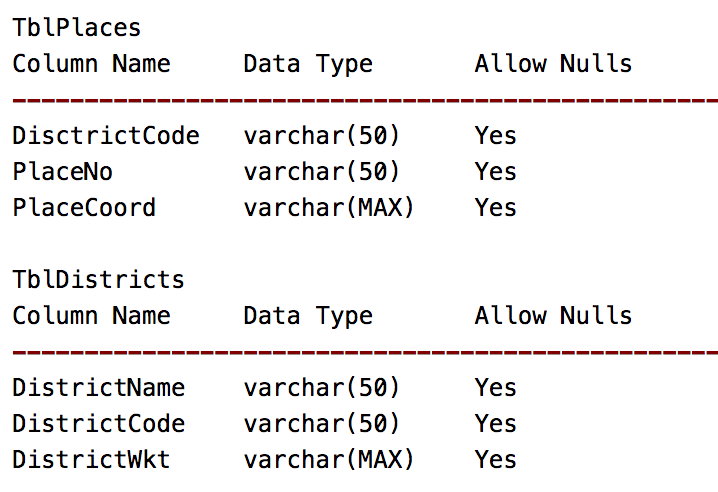 TblPlaces
Column Name Data Type Allow Nulls
DisctrictCode varchar(50) Yes
PlaceNo varchar(50) Yes
PlaceCoord varchar(MAX) Yes
TblDistricts
Column Name Data Type Allow Nulls
DistrictName varchar(50) Yes
DistrictCode varchar(50) Yes
DistrictWkt varchar(MAX) Yes